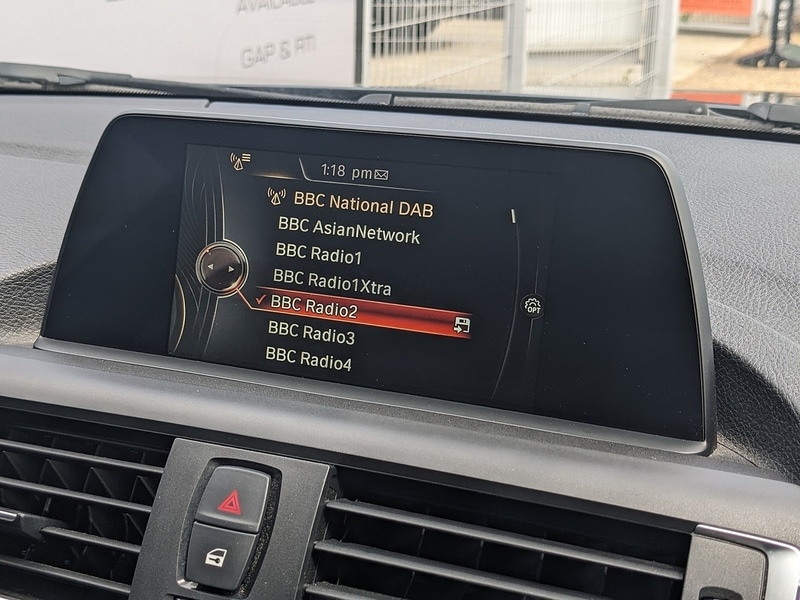 AVAILABLE
GAP & RTI
1:18 pm
BBC National DAB
BBC AsianNetwork
BBC Radio1
BBC Radio1Xtra
BBC Radio2
BBC Radio3
BBC Radio4
OPT